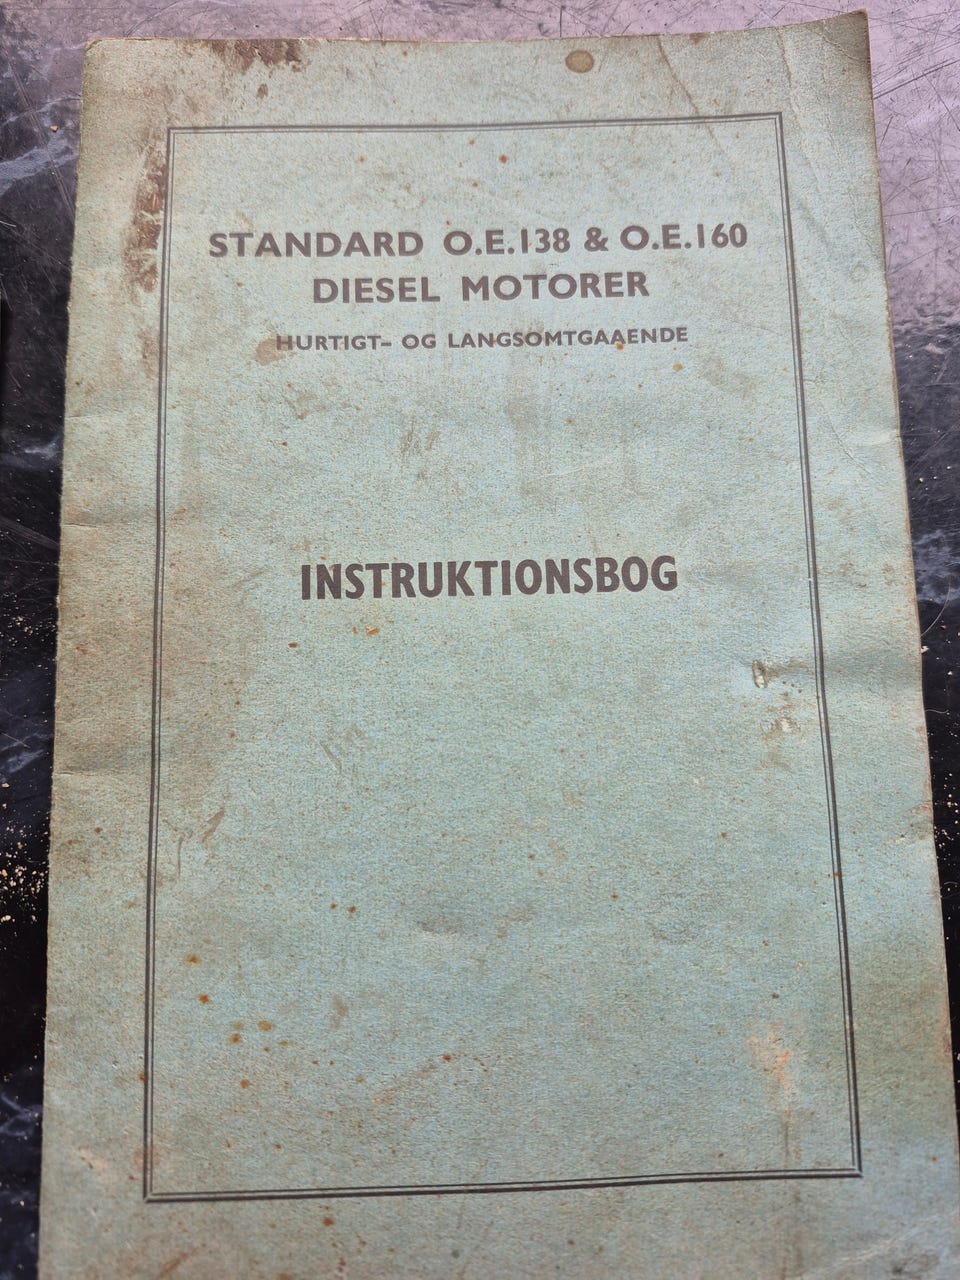 STANDARD O.E.138 & O.E.160
DIESEL MOTORER
HURTIGT- OG LANGSOMTGAAENDE
INSTRUKTIONSBOG